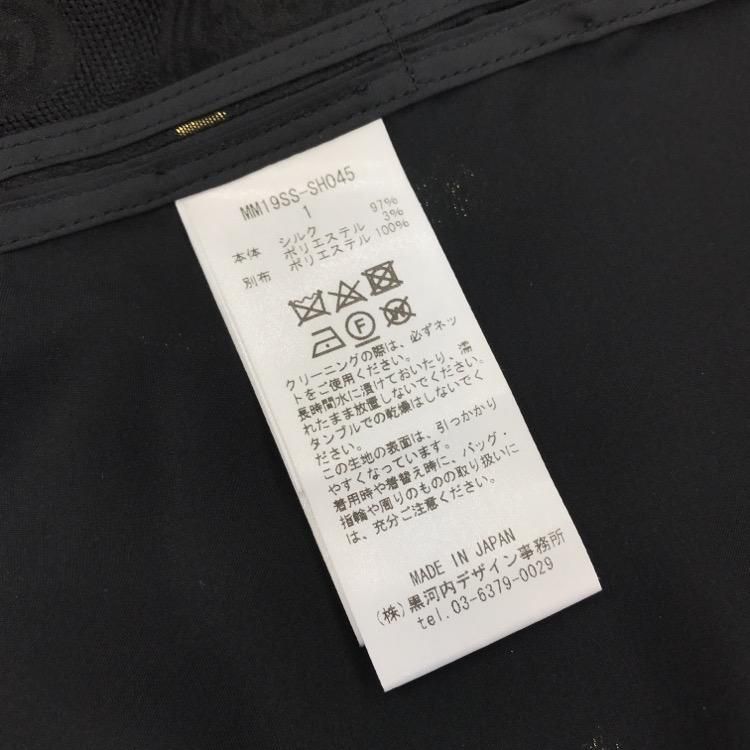 MM19SS-SH045
1
本体 シルク 97%
ポリエステル 3%
別布 ポリエステル 100%
F W
クリーニングの際は、必ずネッ
トをご使用ください。
長時間水に漬けておいたり、濡
れたまま放置しないでください。
タンブルでの乾燥はしないでく
ださい。
この生地の表面は、引っかかり
やすくなっています。
着用時や着替え時に、バッグ・
指輪や周りのものの取り扱いに
は、充分ご注意ください。
MADE IN JAPAN
(株)黒河内デザイン事務所
tel. 03-6379-0029